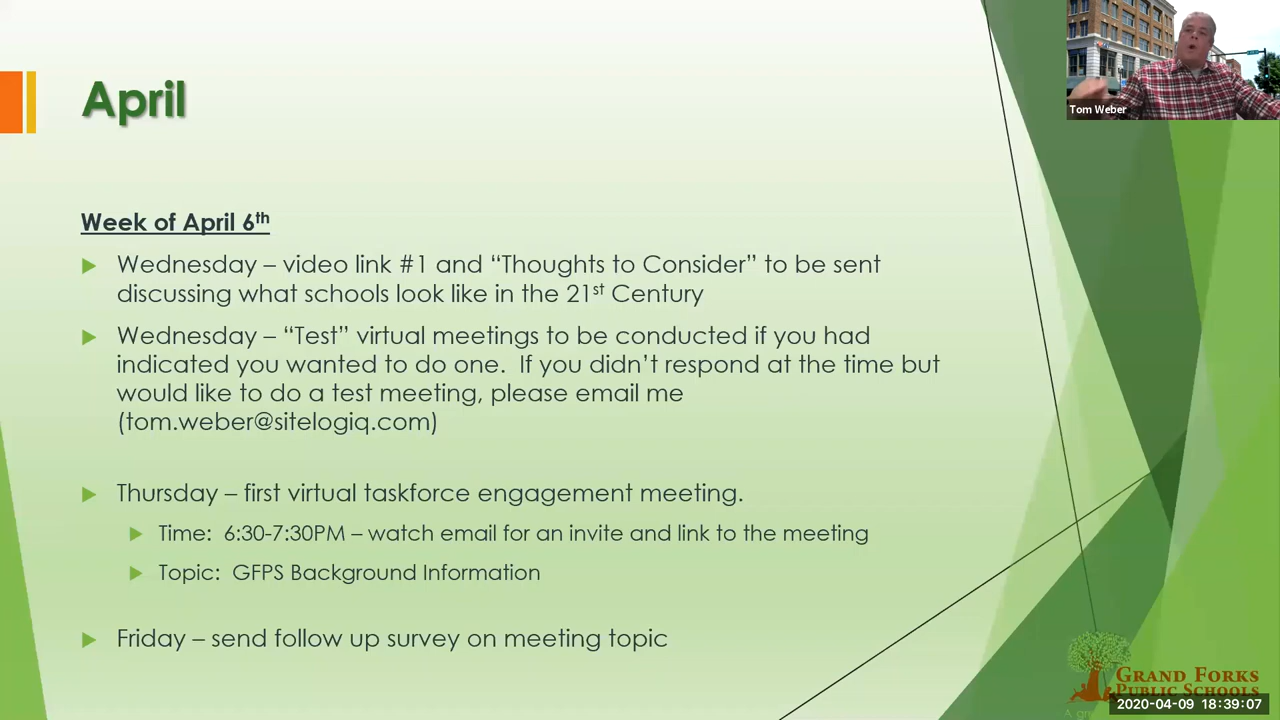 Tom Weber
April
Week of April 6th
Wednesday – video link #1 and “Thoughts to Consider” to be sent
discussing what schools look like in the 21st Century
Wednesday – “Test” virtual meetings to be conducted if you had
indicated you wanted to do one.  If you didn’t respond at the time but
would like to do a test meeting, please email me
(tom.weber@sitelogiq.com)
Thursday – first virtual taskforce engagement meeting.
Time:  6:30-7:30PM – watch email for an invite and link to the meeting
Topic:  GFPS Background Information
Friday – send follow up survey on meeting topic
GRAND FORKS
PUBLIC SCHOOLS
2020-04-09 18:39:07